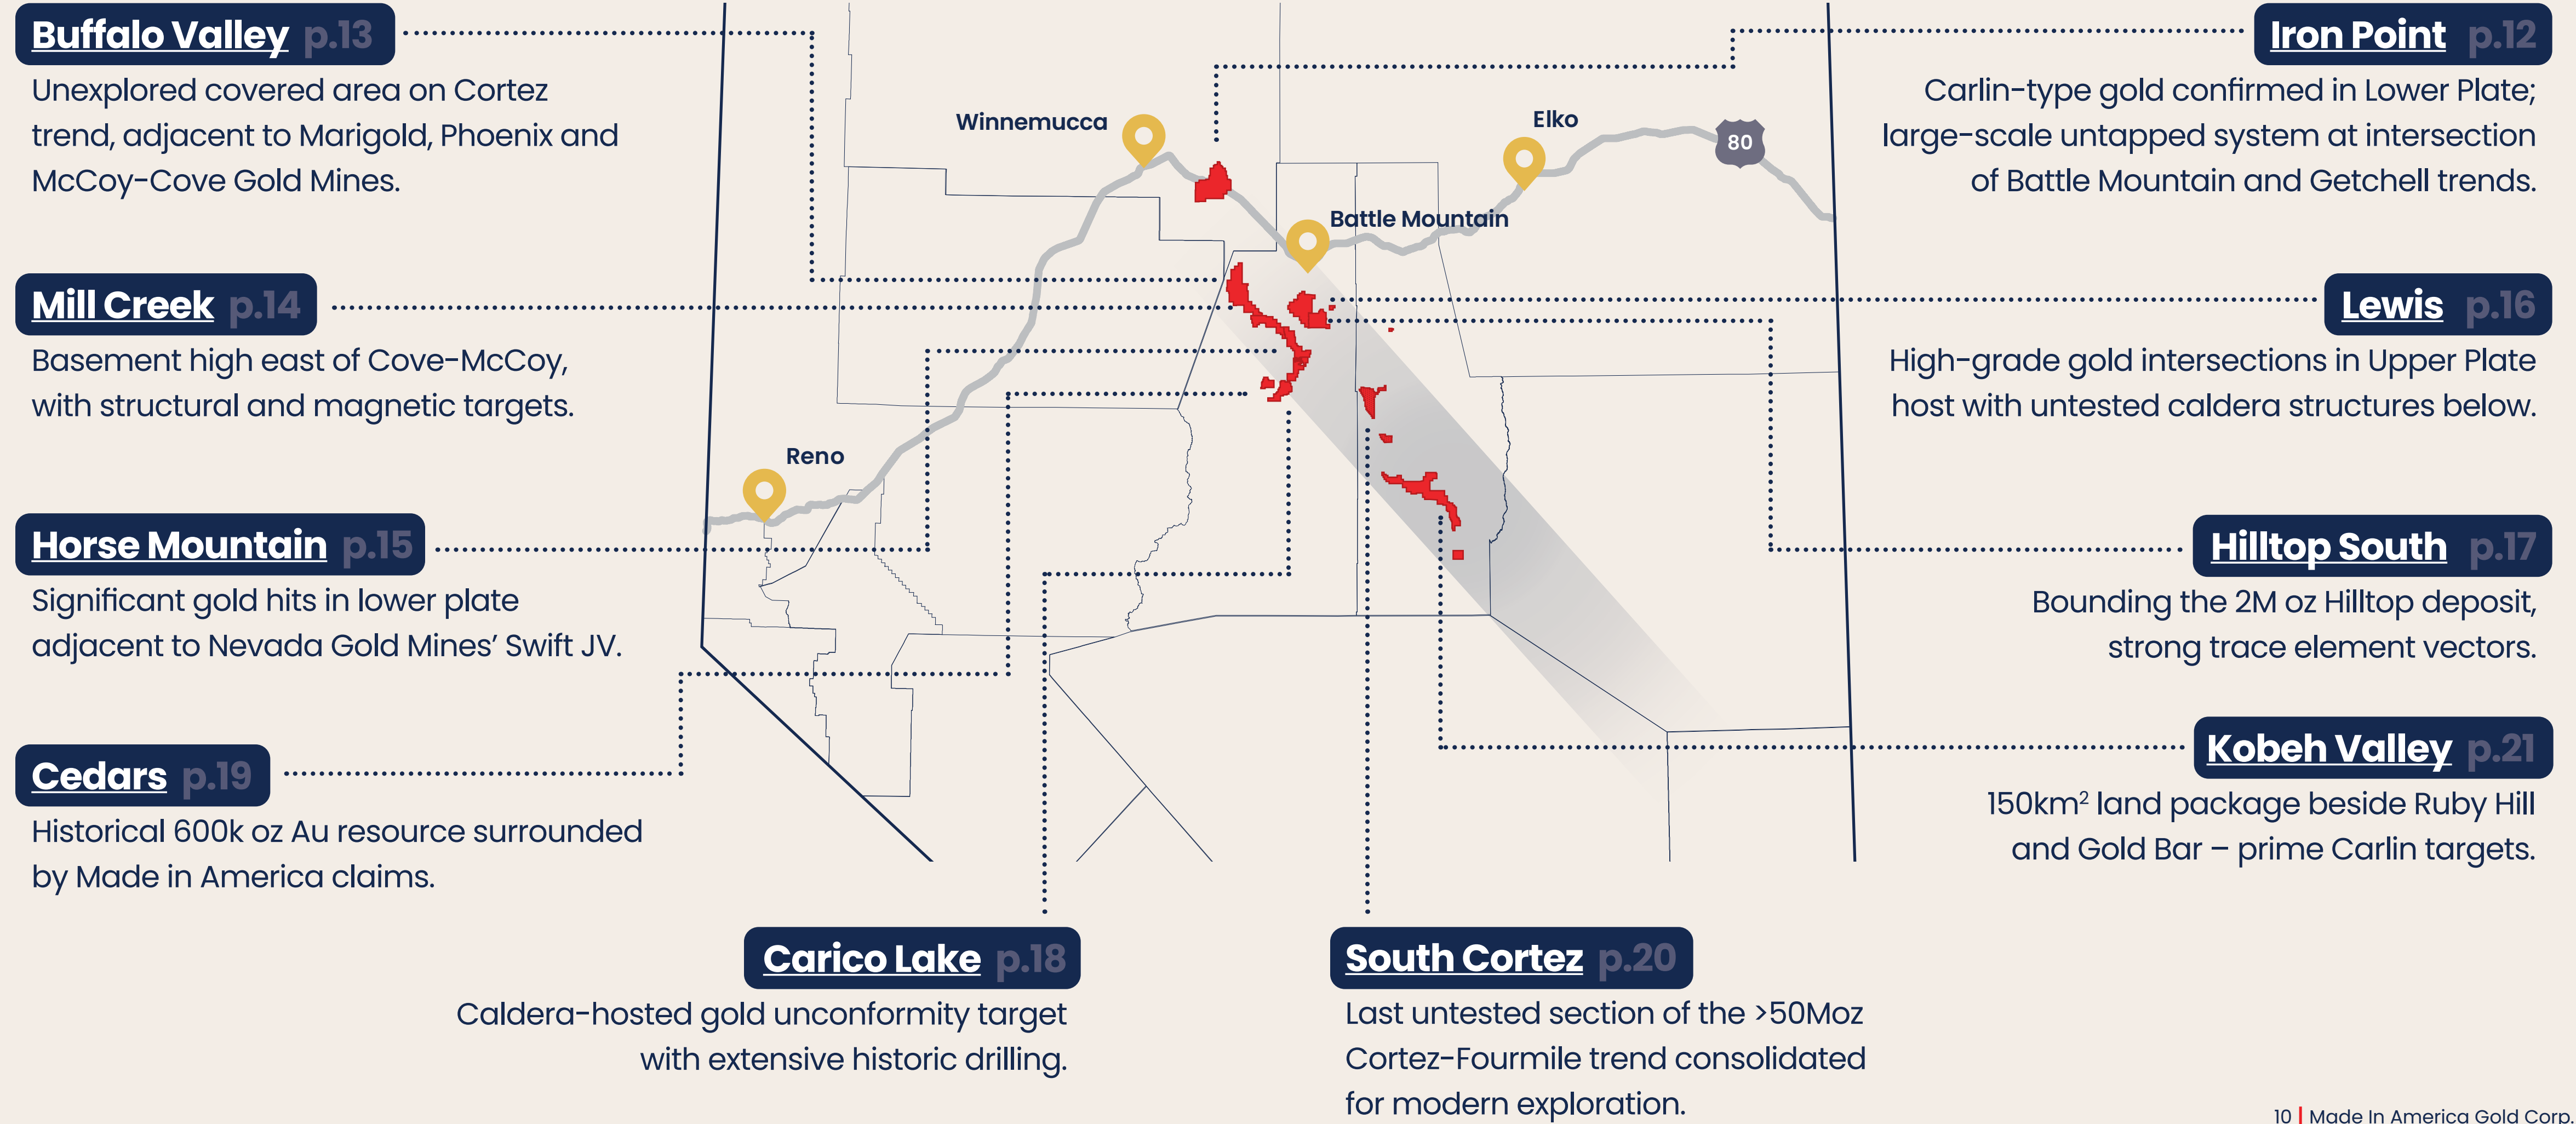 Buffalo Valley p.13
Unexplored covered area on Cortez
trend, adjacent to Marigold, Phoenix and
McCoy-Cove Gold Mines.
Mill Creek p.14
Basement high east of Cove-McCoy,
with structural and magnetic targets.
Horse Mountain p.15
Significant gold hits in lower plate
adjacent to Nevada Gold Mines’ Swift JV.
Cedars p.19
Historical 600k oz Au resource surrounded
by Made in America claims.
Winnemucca
Elko
80
Battle Mountain
Reno
Iron Point p.12
Carlin-type gold confirmed in Lower Plate;
large-scale untapped system at intersection
of Battle Mountain and Getchell trends.
Lewis p.16
High-grade gold intersections in Upper Plate
host with untested caldera structures below.
Hilltop South p.17
Bounding the 2M oz Hilltop deposit,
strong trace element vectors.
Kobeh Valley p.21
150km² land package beside Ruby Hill
and Gold Bar – prime Carlin targets.
Carico Lake p.18
Caldera-hosted gold unconformity target
with extensive historic drilling.
South Cortez p.20
Last untested section of the >50Moz
Cortez-Fourmile trend consolidated
for modern exploration.
10 | Made In America Gold Corp.